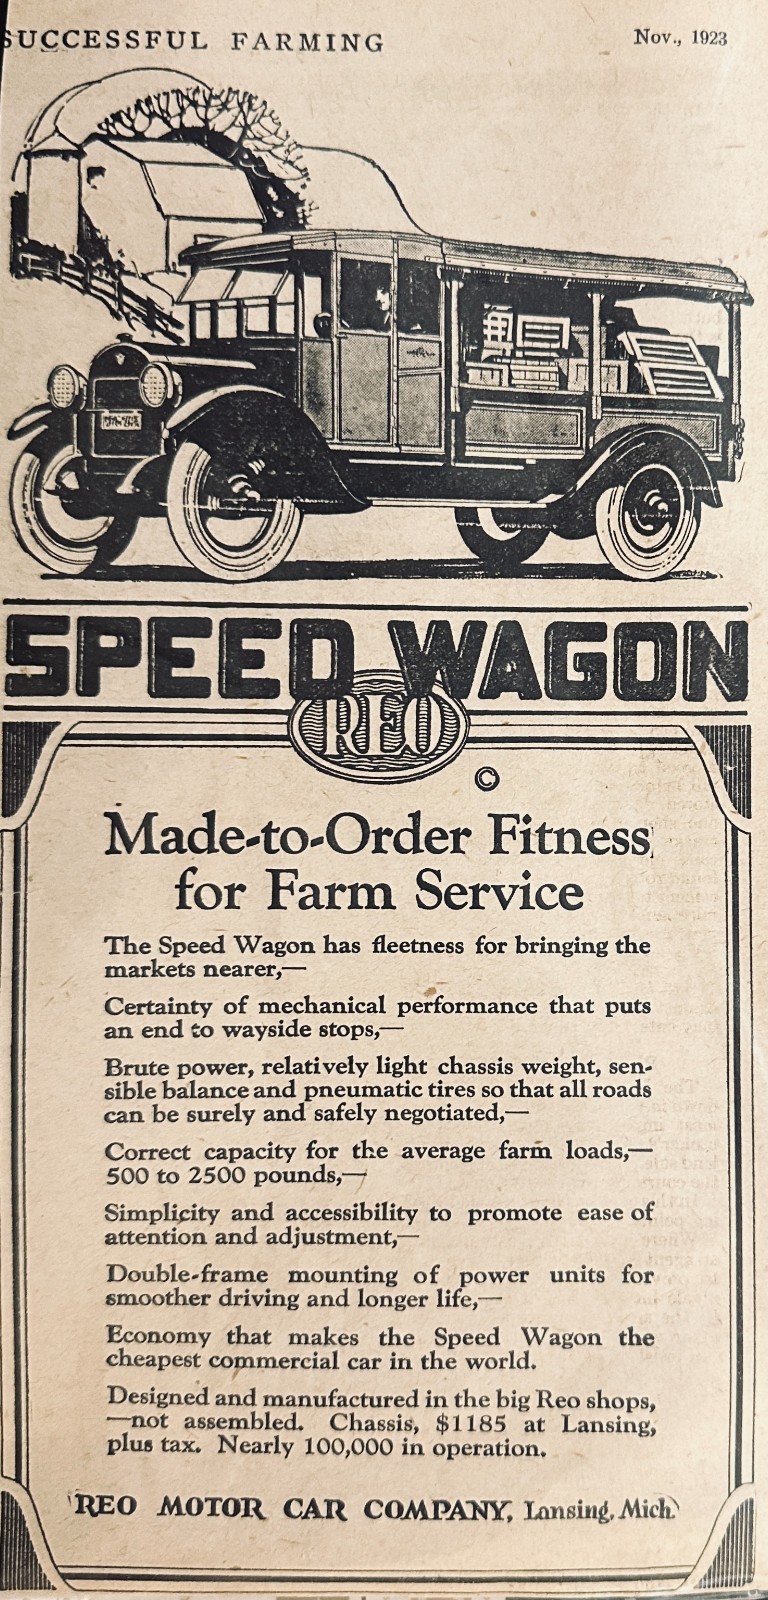 SUCCESSFUL FARMING Nov., 1923
SPEED WAGON
REO
©
Made-to-Order Fitness
for Farm Service
The Speed Wagon has fleetness for bringing the
markets nearer,—
Certainty of mechanical performance that puts
an end to wayside stops,—
Brute power, relatively light chassis weight, sen-
sible balance and pneumatic tires so that all roads
can be surely and safely negotiated,—
Correct capacity for the average farm loads,—
500 to 2500 pounds,—
Simplicity and accessibility to promote ease of
attention and adjustment,—
Double-frame mounting of power units for
smoother driving and longer life,—
Economy that makes the Speed Wagon the
cheapest commercial car in the world.
Designed and manufactured in the big Reo shops,
—not assembled. Chassis, $1185 at Lansing,
plus tax. Nearly 100,000 in operation.
REO MOTOR CAR COMPANY, Lansing, Mich.